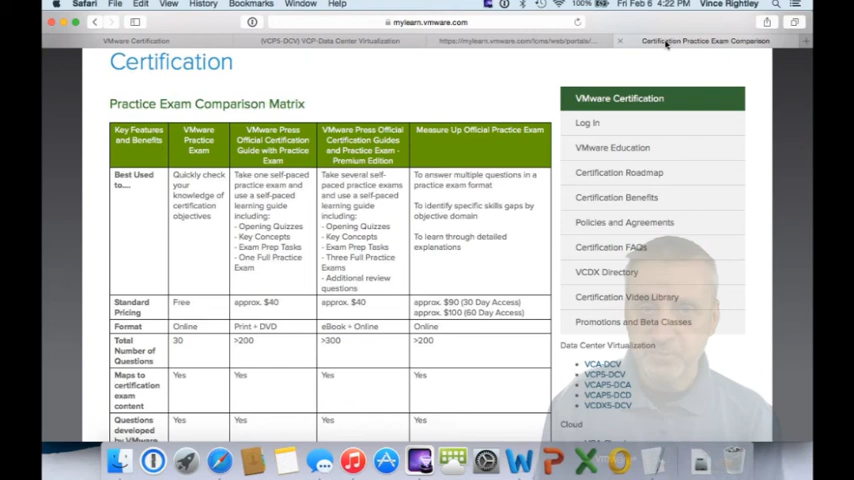 Safari File Edit View History Bookmarks Window Help 100% Fri Feb 6 4:22 PM Vince Rightley
mylearn.vmware.com
VMware Certification (VCP5-DCV) VCP-Data Center Virtualization https://mylearn.vmware.com/lcms/web/portals/... Certification Practice Exam Comparison
Certification
Practice Exam Comparison Matrix
Key Features and Benefits
VMware Practice Exam
VMware Press Official Certification Guide with Practice Exam
VMware Press Official Certification Guides and Practice Exam - Premium Edition
Measure Up Official Practice Exam
Best Used to....
Quickly check your knowledge of certification objectives
Take one self-paced practice exam and use a self-paced learning guide including:
- Opening Quizzes
- Key Concepts
- Exam Prep Tasks
- One Full Practice Exam
Take several self-paced practice exams and use a self-paced learning guide including:
- Opening Quizzes
- Key Concepts
- Exam Prep Tasks
- Three Full Practice Exams
- Additional review questions
To answer multiple questions in a practice exam format
To identify specific skills gaps by objective domain
To learn through detailed explanations
Standard Pricing
Free
approx. $40
approx. $40
approx. $90 (30 Day Access)
approx. $100 (60 Day Access)
Format
Online
Print + DVD
eBook + Online
Online
Total Number of Questions
30
>200
>300
>200
Maps to certification exam content
Yes
Yes
Yes
Yes
Questions developed by VMware
Yes
Yes
Yes
Yes
VMware Certification
Log In
VMware Education
Certification Roadmap
Certification Benefits
Policies and Agreements
Certification FAQs
VCDX Directory
Certification Video Library
Promotions and Beta Classes
Data Center Virtualization
VCA-DCV
VCP5-DCV
VCAP5-DCA
VCAP5-DCD
VCDX5-DCV
Cloud